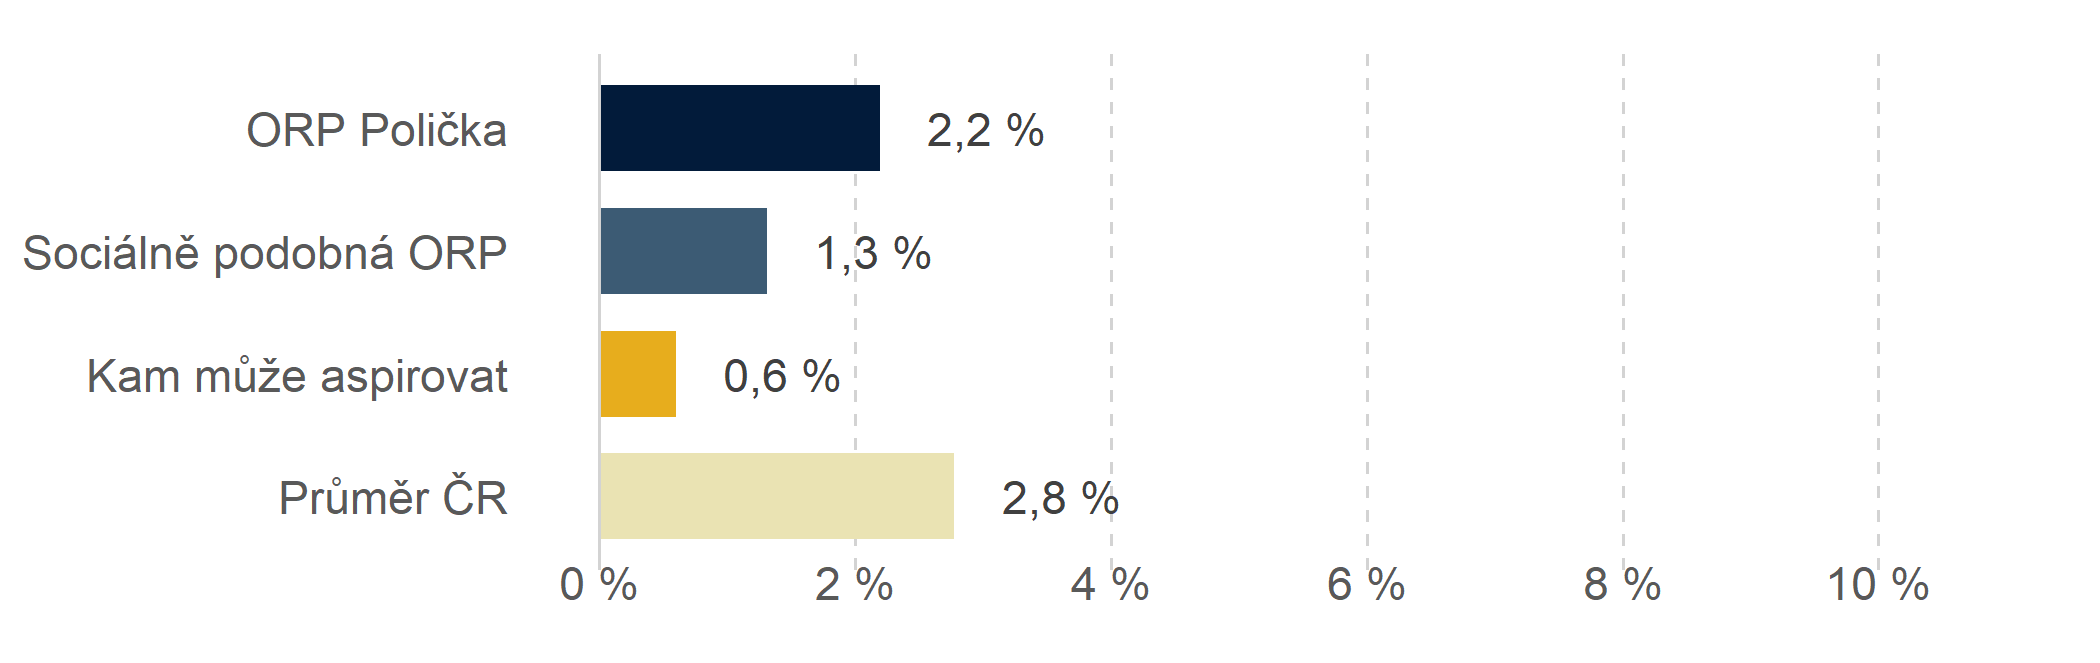 ORP Polička
2,2 %
Sociálně podobná ORP
1,3 %
Kam může aspirovat
0,6 %
Průměr ČR
2,8 %
0 %
2 %
4 %
6 %
8 %
10 %